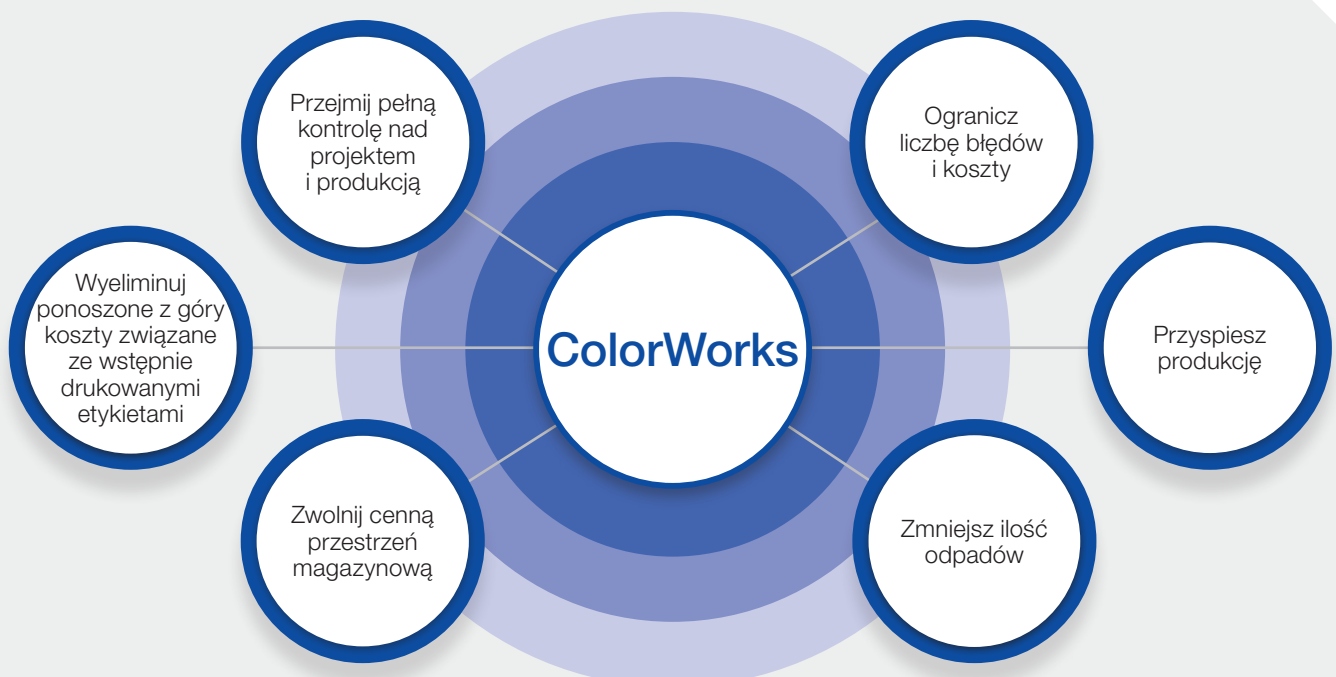 Przejmij pełną
kontrolę nad
projektem
i produkcją
Ogranicz
liczbę błędów
i koszty
Wyeliminuj
ponoszone z góry
koszty związane
ze wstępnie
drukowanymi
etykietami
ColorWorks
Przyspiesz
produkcję
Zwolnij cenną
przestrzeń
magazynową
Zmniejsz ilość
odpadów